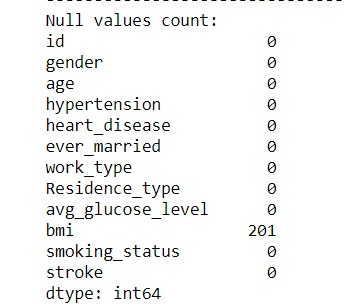 Null values count:
id 0
gender 0
age 0
hypertension 0
heart_disease 0
ever_married 0
work_type 0
Residence_type 0
avg_glucose_level 0
bmi 201
smoking_status 0
stroke 0
dtype: int64